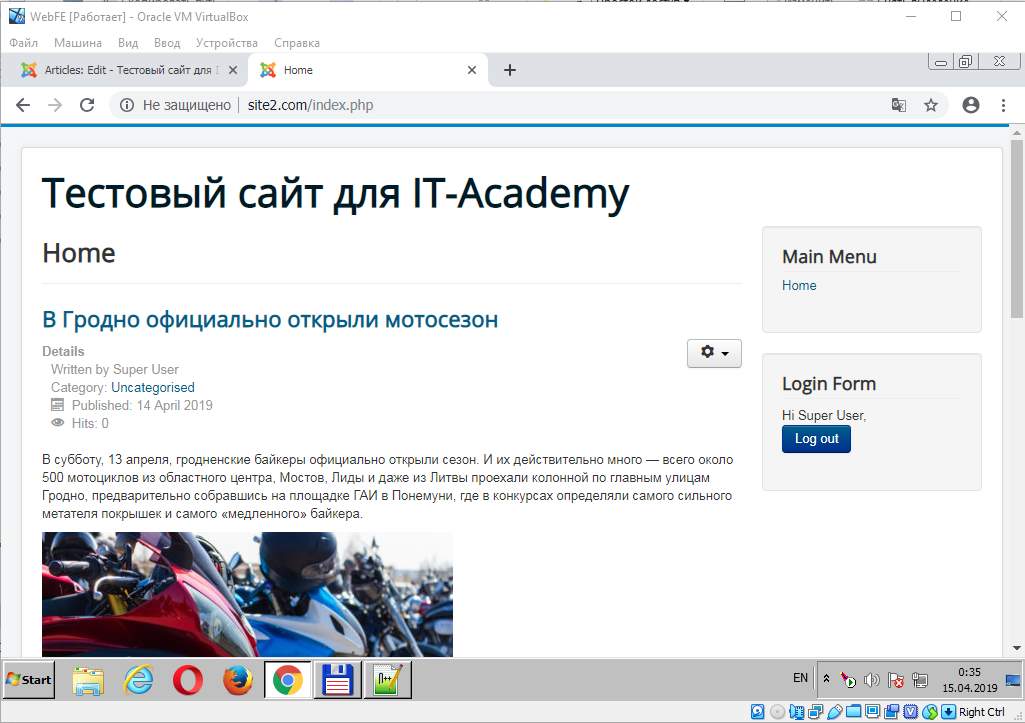 WebFE [Работает] - Oracle VM VirtualBox
Файл Машина Вид Ввод Устройства Справка
Articles: Edit - Тестовый сайт для
Home
Не защищено site2.com/index.php
Тестовый сайт для IT-Academy
Home
В Гродно официально открыли мотосезон
Details
Written by Super User
Category: Uncategorised
Published: 14 April 2019
Hits: 0
В субботу, 13 апреля, гродненские байкеры официально открыли сезон. И их действительно много — всего около
500 мотоциклов из областного центра, Мостов, Лиды и даже из Литвы проехали колонной по главным улицам
Гродно, предварительно собравшись на площадке ГАИ в Понемуни, где в конкурсах определяли самого сильного
метателя покрышек и самого «медленного» байкера.
Main Menu
Home
Login Form
Hi Super User,
Log out
Start
EN
0:35
15.04.2019
Right Ctrl